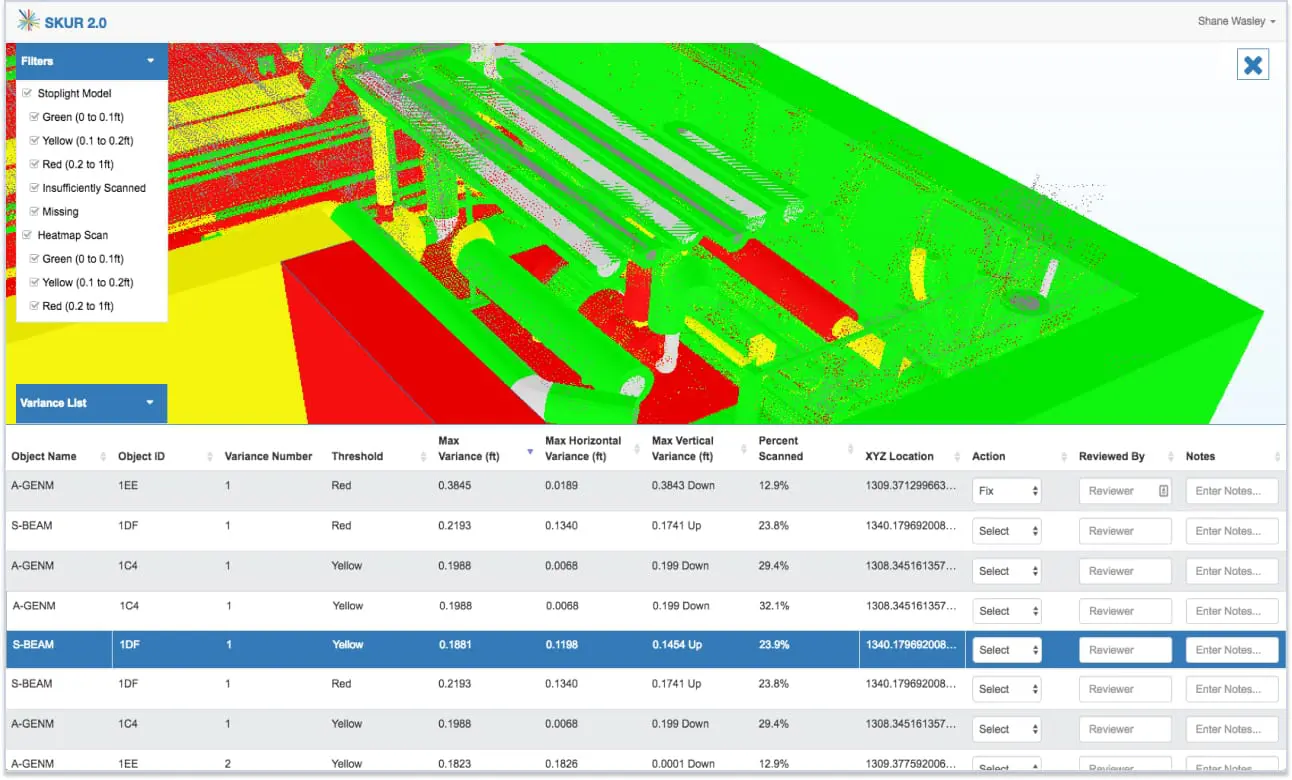 SKUR 2.0
Shane Wasley
Filters
Stoplight Model
Green (0 to 0.1ft)
Yellow (0.1 to 0.2ft)
Red (0.2 to 1ft)
Insufficiently Scanned
Missing
Heatmap Scan
Green (0 to 0.1ft)
Yellow (0.1 to 0.2ft)
Red (0.2 to 1ft)
Variance List
Object Name Object ID Variance Number Threshold Max Variance (ft) Max Horizontal Variance (ft) Max Vertical Variance (ft) Percent Scanned XYZ Location Action Reviewed By Notes
A-GENM 1EE 1 Red 0.3845 0.0189 0.3843 Down 12.9% 1309.371299663... Fix Reviewer Enter Notes...
S-BEAM 1DF 1 Red 0.2193 0.1340 0.1741 Up 23.8% 1340.179692008... Select Reviewer Enter Notes...
A-GENM 1C4 1 Yellow 0.1988 0.0068 0.199 Down 29.4% 1308.345161357... Select Reviewer Enter Notes...
A-GENM 1C4 1 Yellow 0.1988 0.0068 0.199 Down 32.1% 1308.345161357... Select Reviewer Enter Notes...
S-BEAM 1DF 1 Yellow 0.1881 0.1198 0.1454 Up 23.9% 1340.179692008... Select Reviewer Enter Notes...
S-BEAM 1DF 1 Red 0.2193 0.1340 0.1741 Up 23.8% 1340.179692008... Select Reviewer Enter Notes...
A-GENM 1C4 1 Yellow 0.1988 0.0068 0.199 Down 29.4% 1308.345161357... Select Reviewer Enter Notes...
A-GENM 1EE 2 Yellow 0.1823 0.1826 0.0001 Down 12.9% 1309.377592006... Select Reviewer Enter Notes...